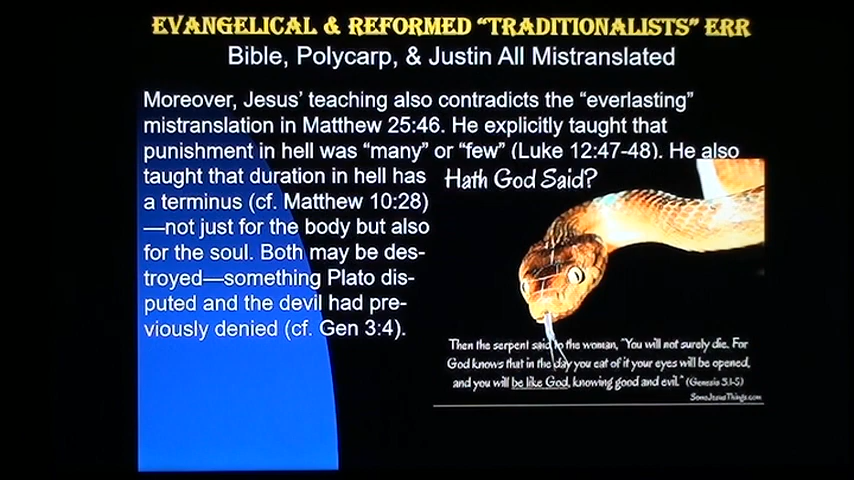 EVANGELICAL & REFORMED "TRADITIONALISTS" ERR
Bible, Polycarp, & Justin All Mistranslated
Moreover, Jesus' teaching also contradicts the "everlasting"
mistranslation in Matthew 25:46. He explicitly taught that
punishment in hell was "many" or "few" (Luke 12:47-48). He also
taught that duration in hell has
a terminus (cf. Matthew 10:28)
—not just for the body but also
for the soul. Both may be des-
troyed—something Plato dis-
puted and the devil had pre-
viously denied (cf. Gen 3:4).
Hath God Said?
Then the serpent said to the woman, "You will not surely die. For
God knows that in the day you eat of it your eyes will be opened,
and you will be like God, knowing good and evil." (Genesis 3:1-5)
SomeJesusThings.com